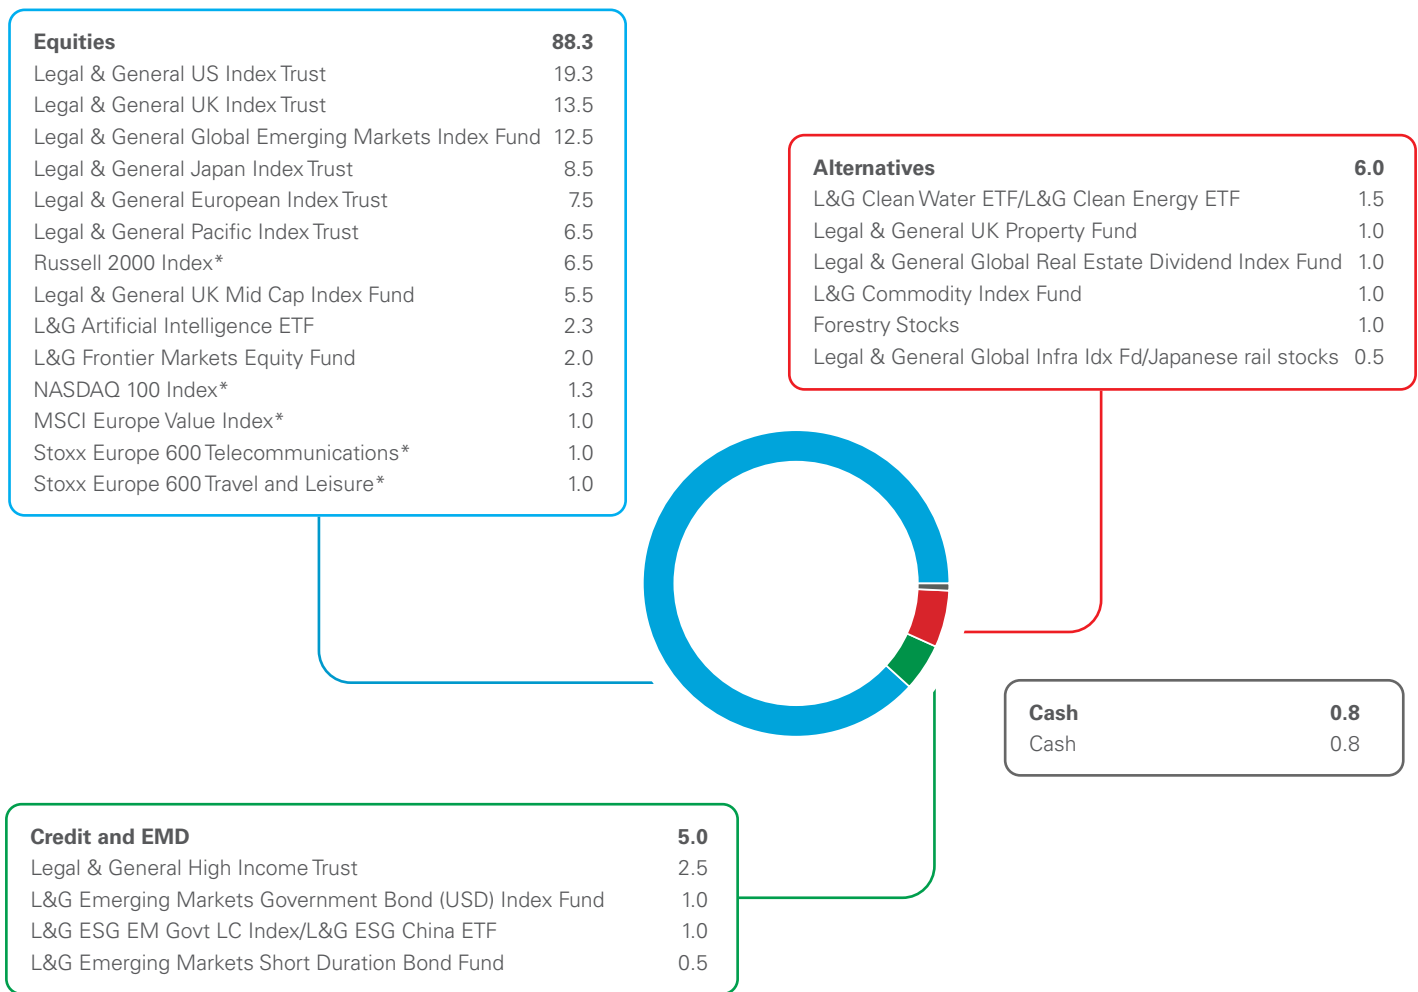 Equities 88.3
Legal & General US Index Trust 19.3
Legal & General UK Index Trust 13.5
Legal & General Global Emerging Markets Index Fund 12.5
Legal & General Japan Index Trust 8.5
Legal & General European Index Trust 7.5
Legal & General Pacific Index Trust 6.5
Russell 2000 Index* 6.5
Legal & General UK Mid Cap Index Fund 5.5
L&G Artificial Intelligence ETF 2.3
L&G Frontier Markets Equity Fund 2.0
NASDAQ 100 Index* 1.3
MSCI Europe Value Index* 1.0
Stoxx Europe 600 Telecommunications* 1.0
Stoxx Europe 600 Travel and Leisure* 1.0
Alternatives 6.0
L&G Clean Water ETF/L&G Clean Energy ETF 1.5
Legal & General UK Property Fund 1.0
Legal & General Global Real Estate Dividend Index Fund 1.0
L&G Commodity Index Fund 1.0
Forestry Stocks 1.0
Legal & General Global Infra Idx Fd/Japanese rail stocks 0.5
Cash 0.8
Cash 0.8
Credit and EMD 5.0
Legal & General High Income Trust 2.5
L&G Emerging Markets Government Bond (USD) Index Fund 1.0
L&G ESG EM Govt LC Index/L&G ESG China ETF 1.0
L&G Emerging Markets Short Duration Bond Fund 0.5